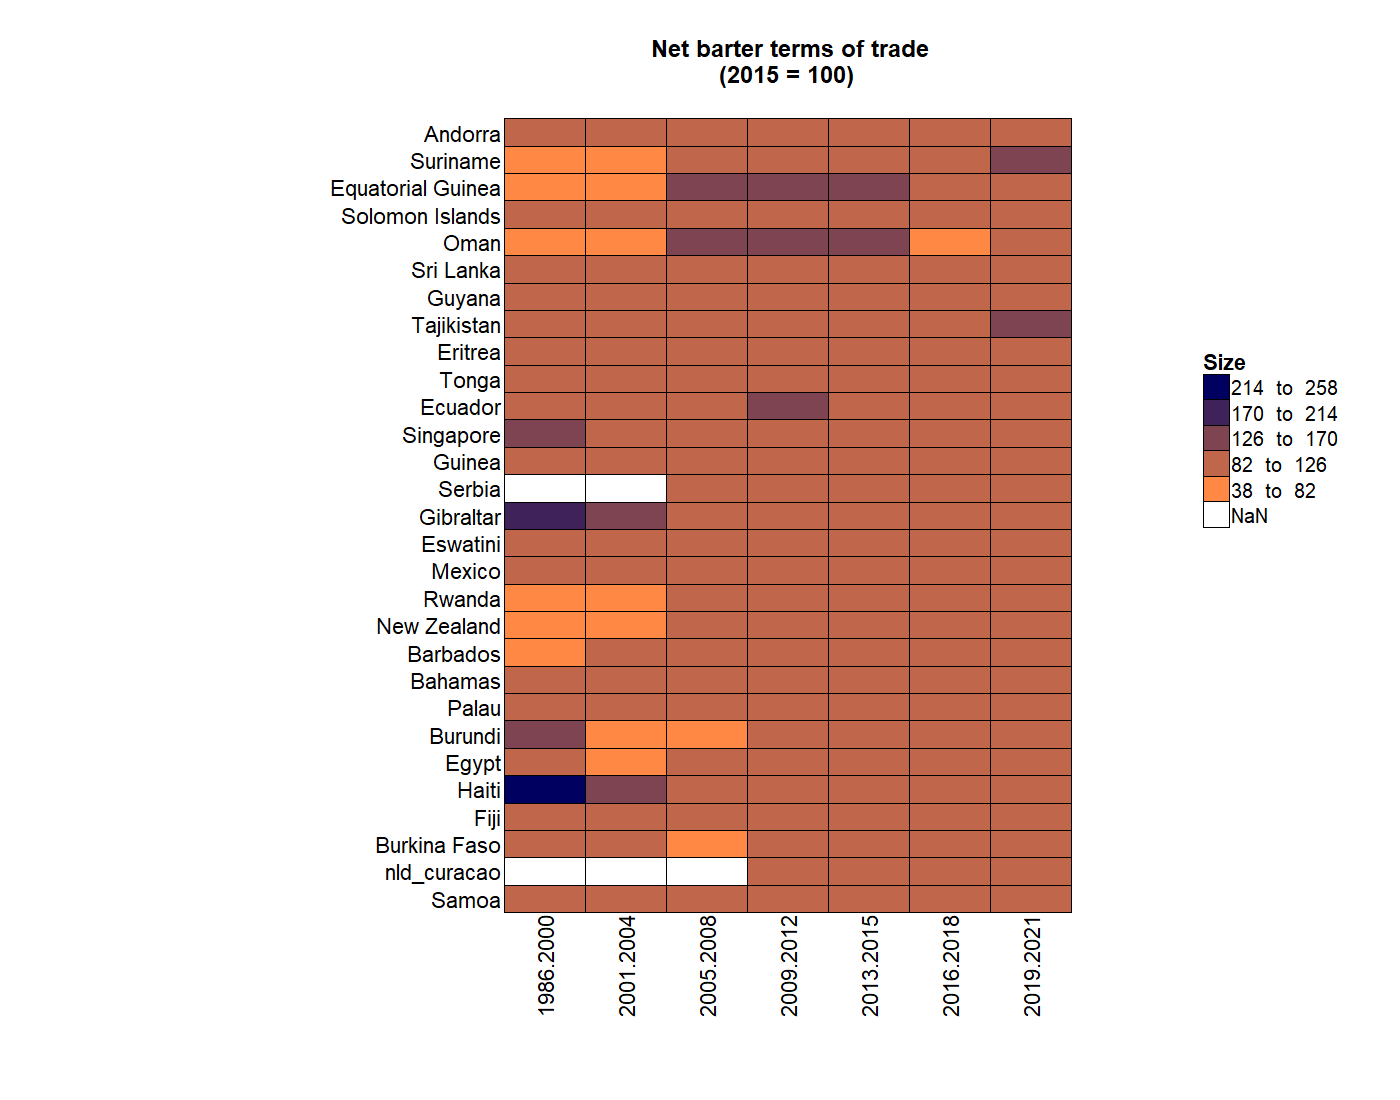 Net barter terms of trade
(2015 = 100)
Andorra
Suriname
Equatorial Guinea
Solomon Islands
Oman
Sri Lanka
Guyana
Tajikistan
Eritrea
Tonga
Ecuador
Singapore
Guinea
Serbia
Gibraltar
Eswatini
Mexico
Rwanda
New Zealand
Barbados
Bahamas
Palau
Burundi
Egypt
Haiti
Fiji
Burkina Faso
nld_curacao
Samoa
1986.2000
2001.2004
2005.2008
2009.2012
2013.2015
2016.2018
2019.2021
Size
214 to 258
170 to 214
126 to 170
82 to 126
38 to 82
NaN